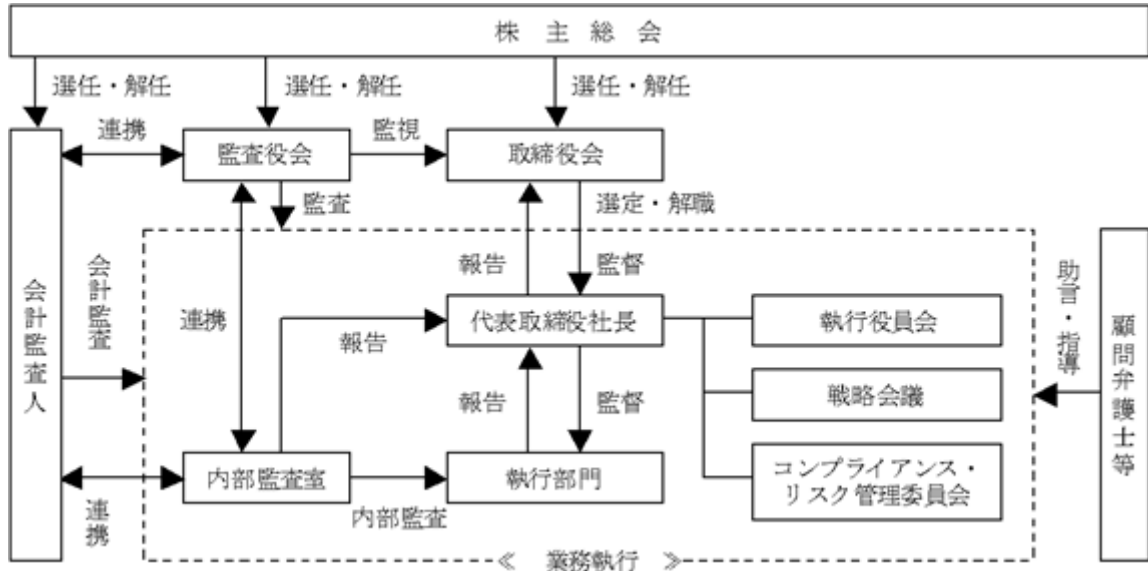 株主総会
選任・解任
選任・解任
選任・解任
連携
監視
監査役会
取締役会
監査
選定・解職
会計監査人
会計監査
連携
報告
報告
監督
代表取締役社長
執行役員会
助言・指導
顧問弁護士等
報告
監督
戦略会議
内部監査室
執行部門
コンプライアンス・
リスク管理委員会
連携
内部監査
≪ 業務執行 ≫